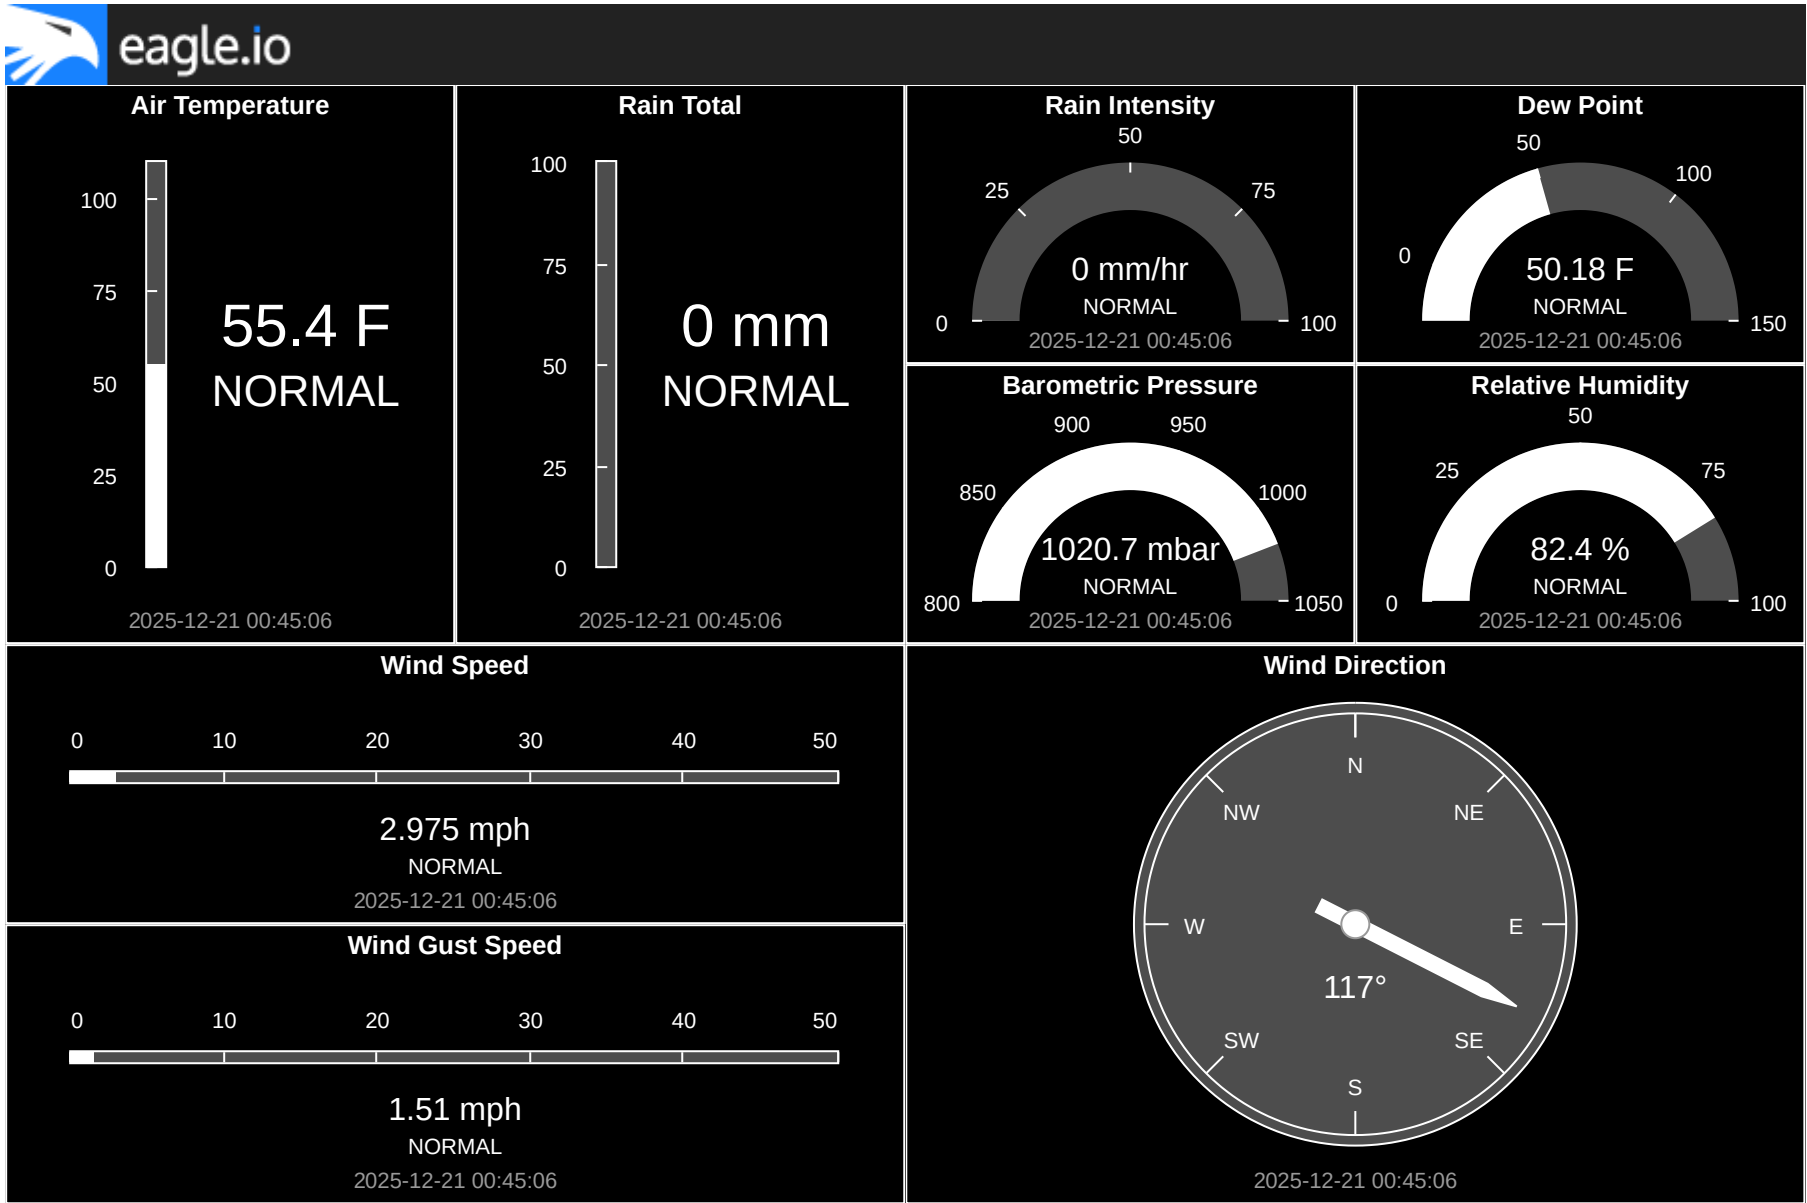 eagle.io
Air Temperature
100
75
50
25
0
55.4 F
NORMAL
2025-12-21 00:45:06
Rain Total
100
75
50
25
0
0 mm
NORMAL
2025-12-21 00:45:06
Rain Intensity
0
25
50
75
100
0 mm/hr
NORMAL
2025-12-21 00:45:06
Dew Point
0
50
100
150
50.18 F
NORMAL
2025-12-21 00:45:06
Barometric Pressure
800
850
900
950
1000
1050
1020.7 mbar
NORMAL
2025-12-21 00:45:06
Relative Humidity
0
25
50
75
100
82.4 %
NORMAL
2025-12-21 00:45:06
Wind Speed
0 10 20 30 40 50
2.975 mph
NORMAL
2025-12-21 00:45:06
Wind Gust Speed
0 10 20 30 40 50
1.51 mph
NORMAL
2025-12-21 00:45:06
Wind Direction
N
NW NE
W E
117°
SW SE
S
2025-12-21 00:45:06